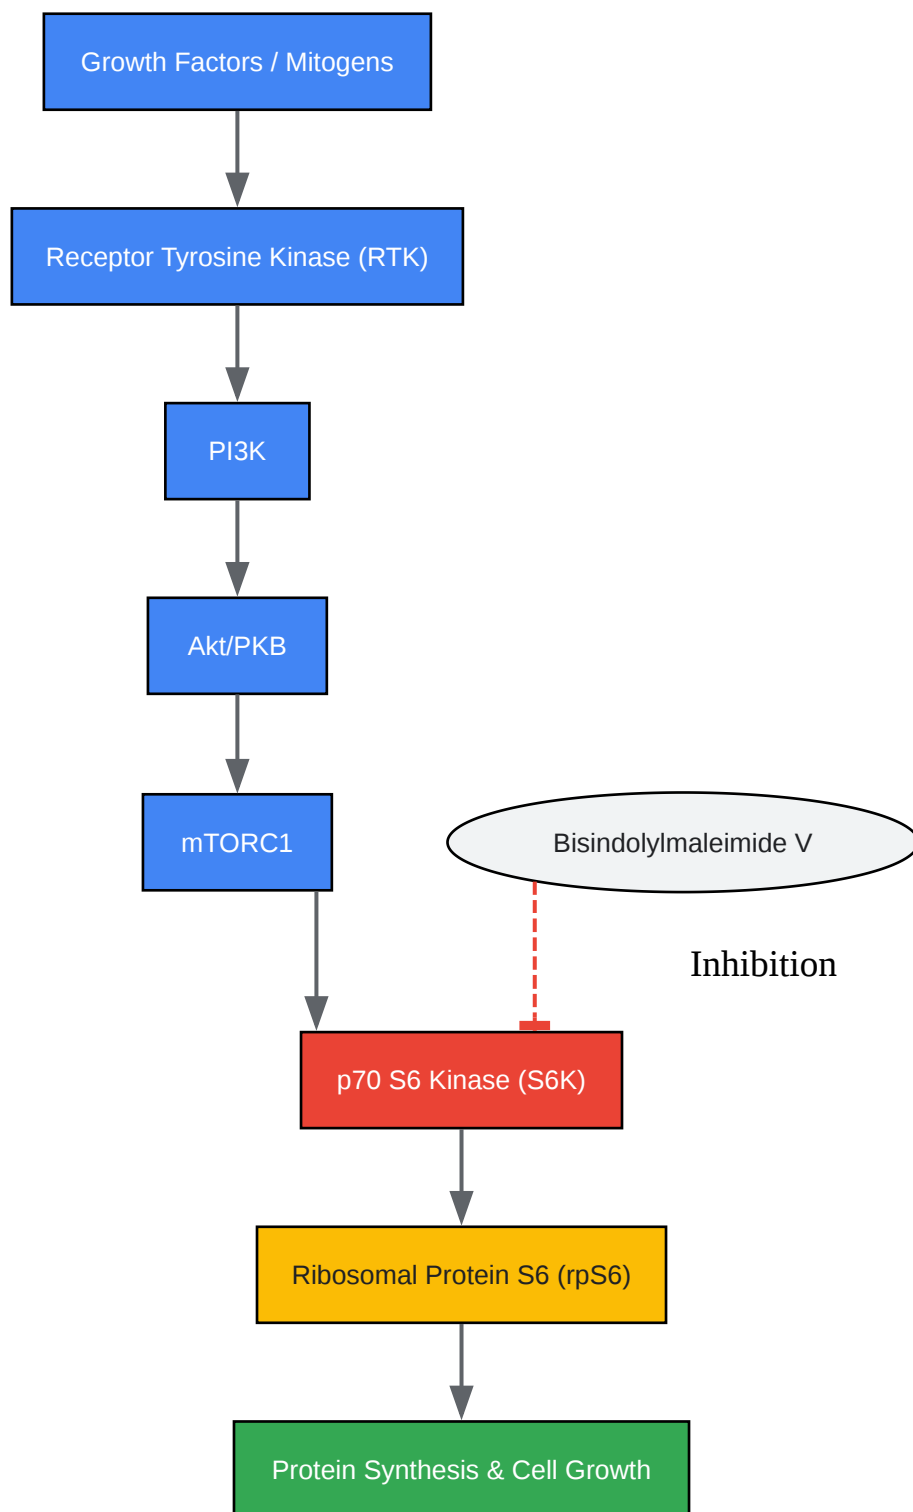 Growth Factors / Mitogens
Receptor Tyrosine Kinase (RTK)
PI3K
Akt/PKB
mTORC1
Bisindolylmaleimide V
Inhibition
p70 S6 Kinase (S6K)
Ribosomal Protein S6 (rpS6)
Protein Synthesis & Cell Growth